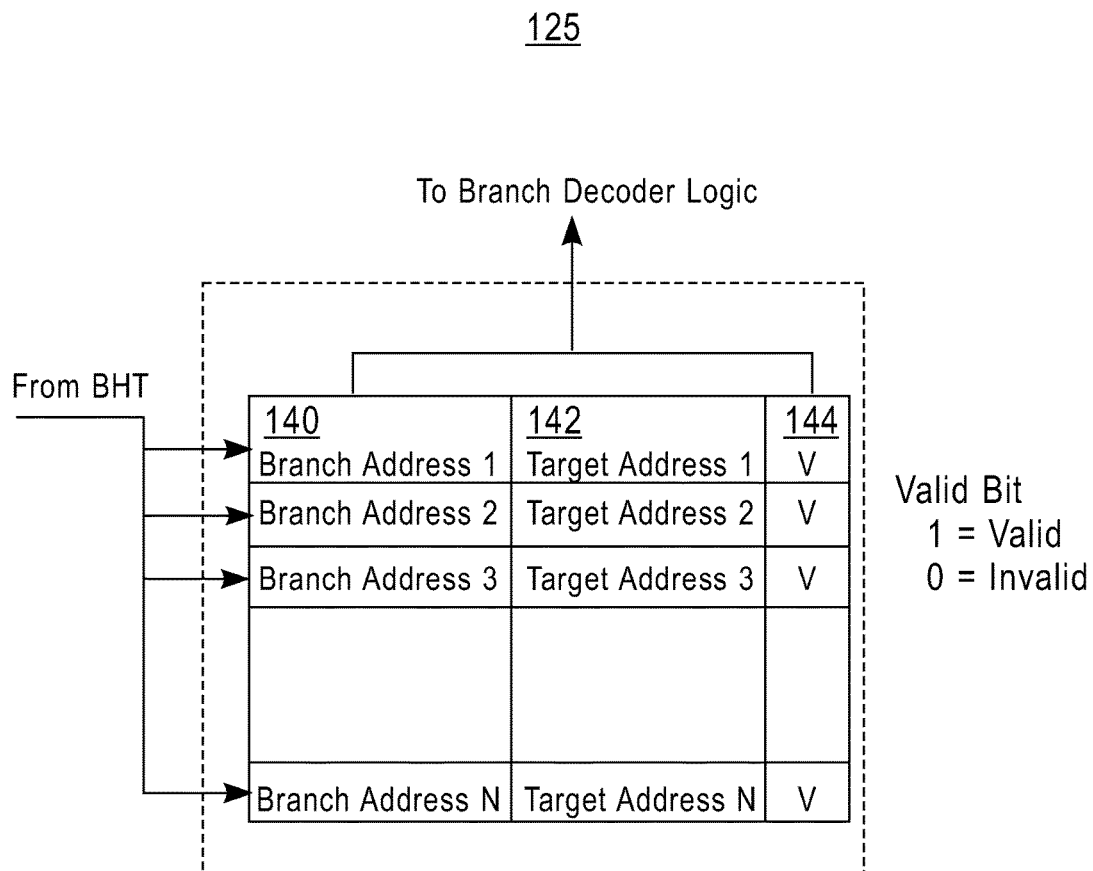 125
To Branch Decoder Logic
From BHT
140 142 144
Branch Address 1 Target Address 1 V
Branch Address 2 Target Address 2 V
Branch Address 3 Target Address 3 V
Branch Address N Target Address N V
Valid Bit
1 = Valid
0 = Invalid